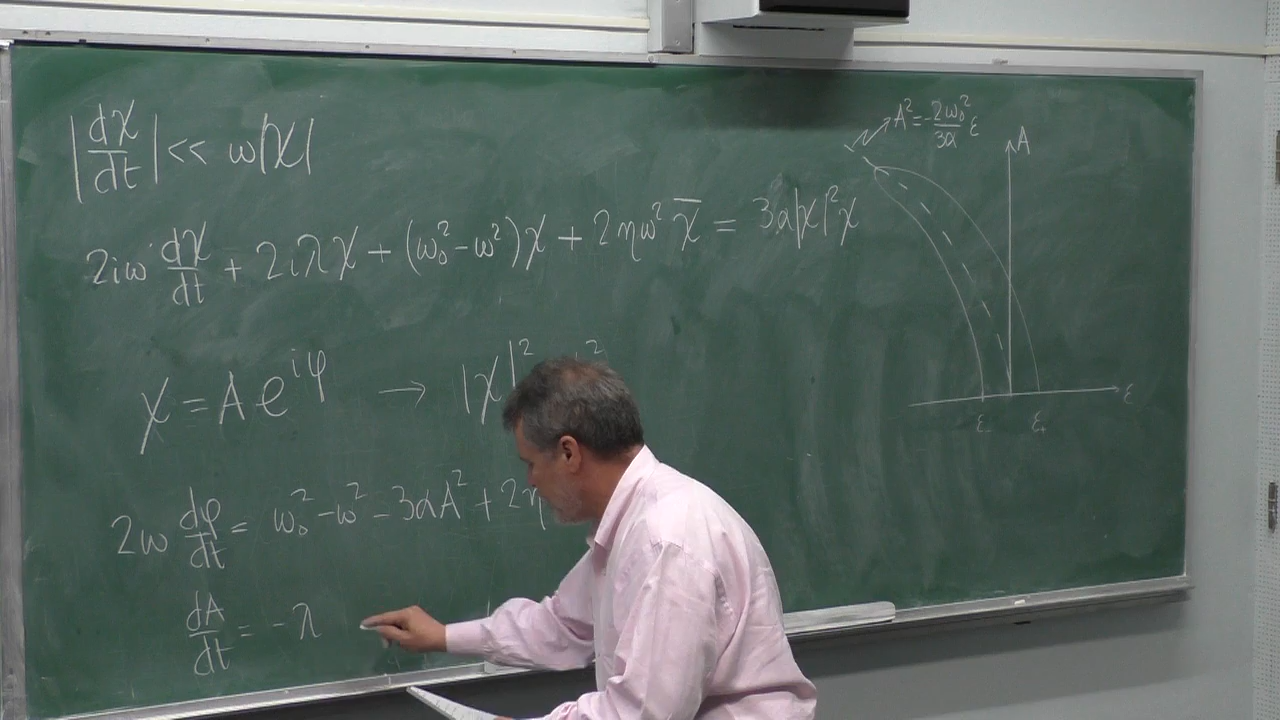 |dχ/dt| << ω|χ|
2iω dχ/dt + 2iλχ + (ω₀² - ω²)χ + 2ηω² χ̅ = 3α|χ|²χ
χ = A e^{iφ} → |χ|² ²
2ω dφ/dt = ω₀² - ω² - 3αA² + 2η
dA/dt = -λ
A² = -2ω₀²/3α ε
A
ε
ε₋ ε₊